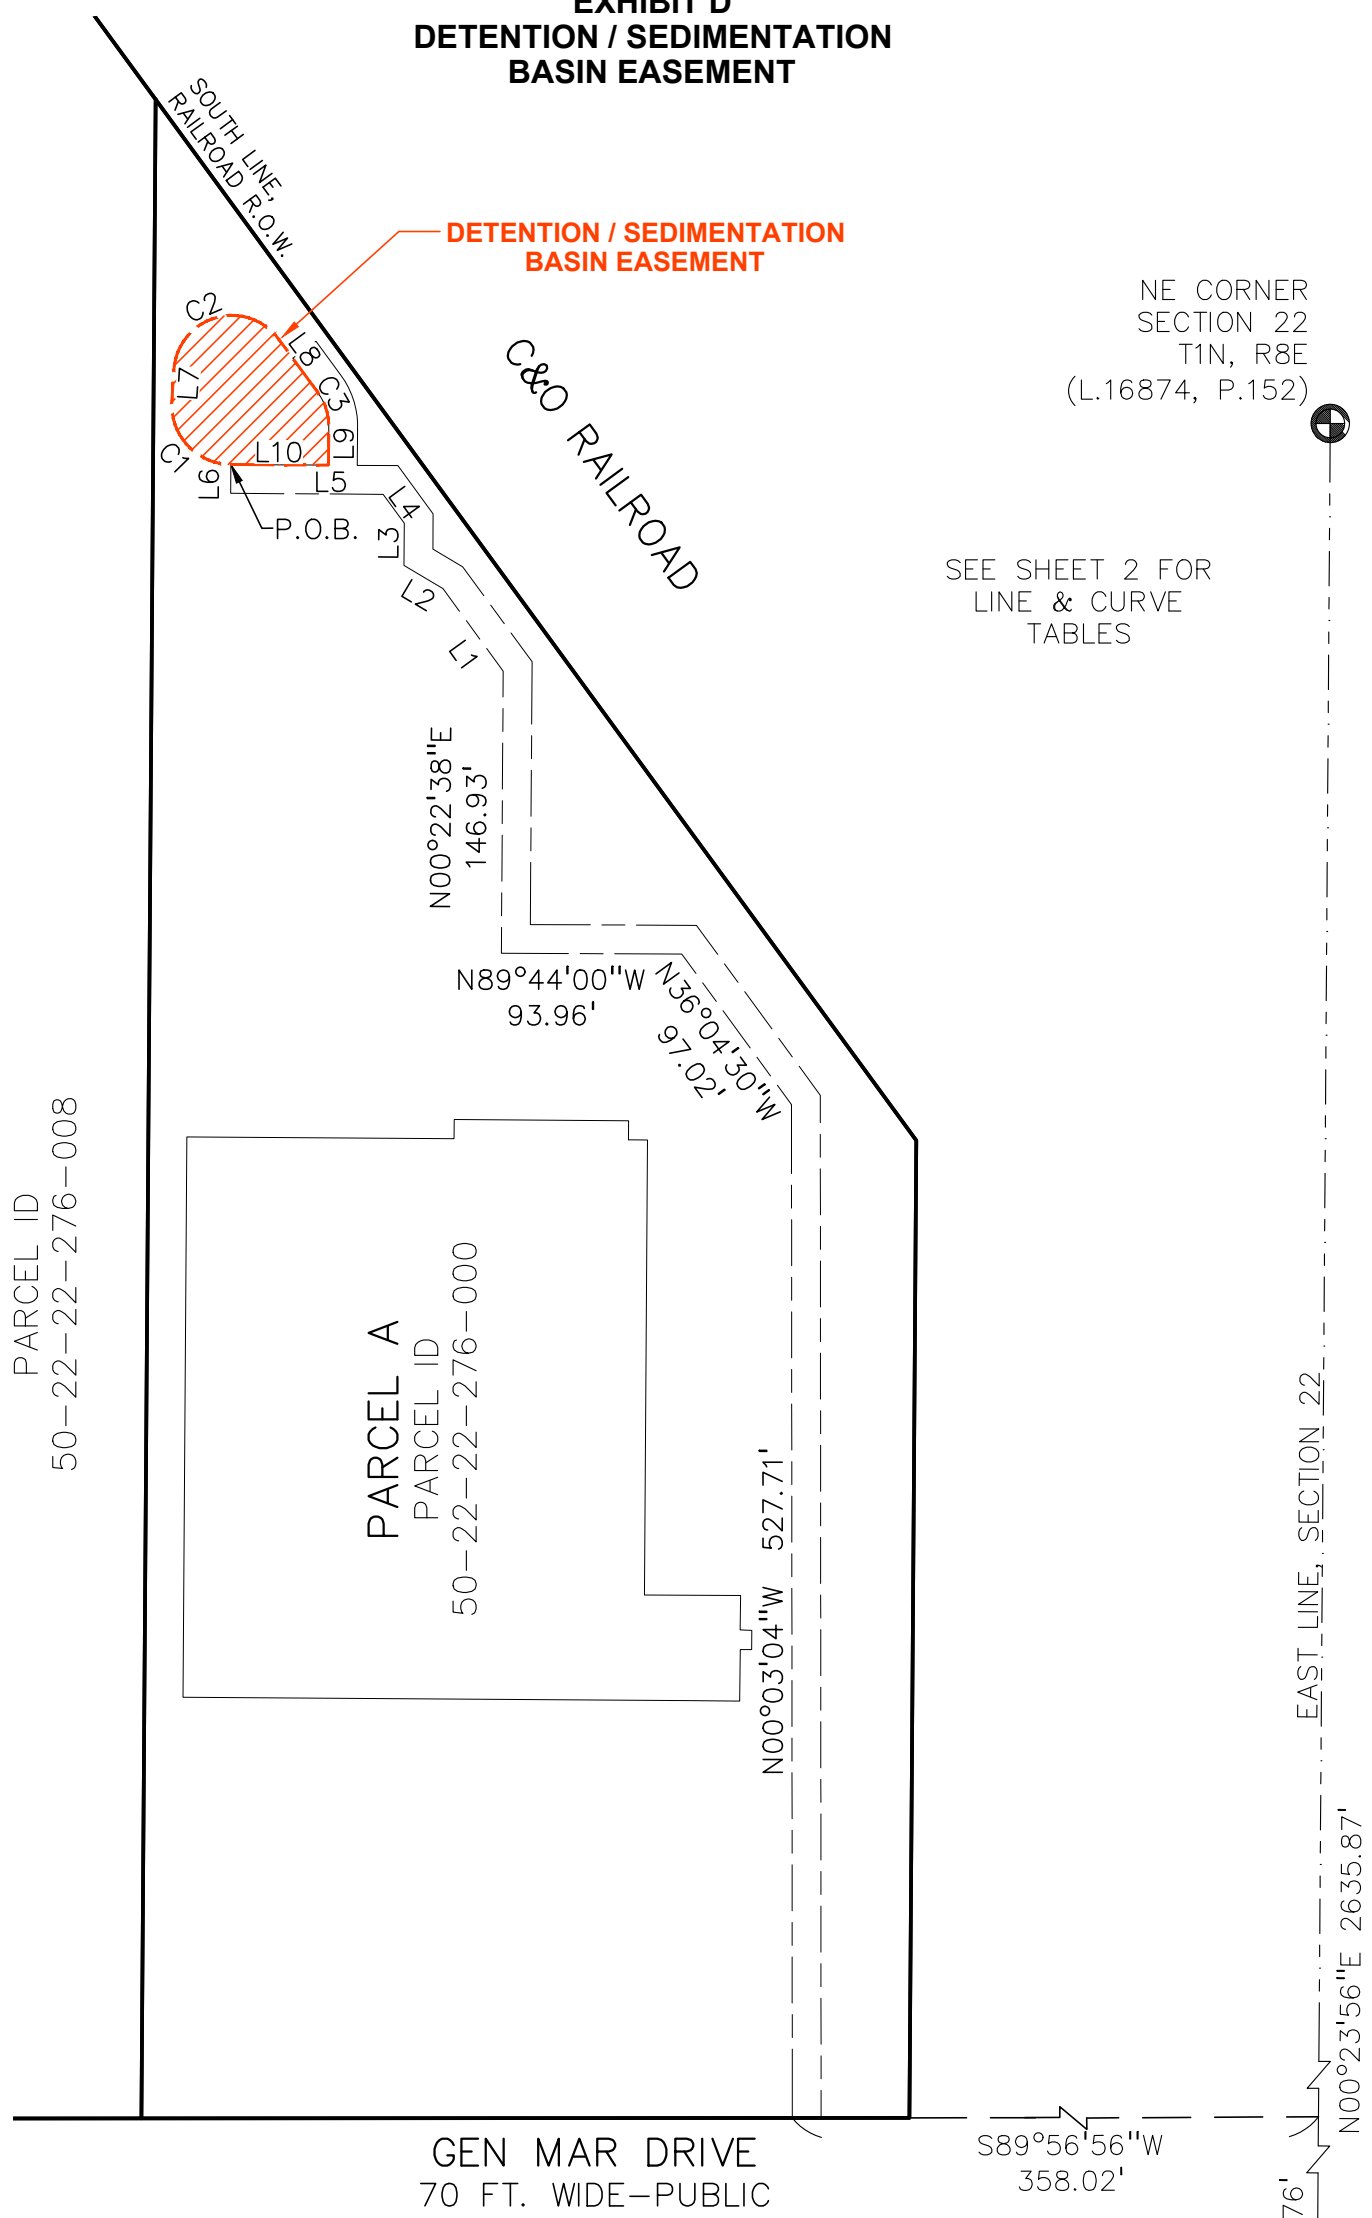 EXHIBIT D
DETENTION / SEDIMENTATION
BASIN EASEMENT
SOUTH LINE,
RAILROAD R.O.W.
DETENTION / SEDIMENTATION
BASIN EASEMENT
NE CORNER
SECTION 22
T1N, R8E
(L.16874, P.152)
C&O RAILROAD
C2
L8
L7
C3
L9
C1
L10
L6
L5
L4
P.O.B.
L3
L2
L1
SEE SHEET 2 FOR
LINE & CURVE
TABLES
N00°22'38"E
146.93'
N89°44'00"W
93.96'
N36°04'30"W
97.02'
PARCEL ID
50-22-22-276-008
PARCEL A
PARCEL ID
50-22-22-276-000
N00°03'04"W 527.71'
EAST LINE, SECTION 22
N00°23'56"E 2635.87'
GEN MAR DRIVE
70 FT. WIDE-PUBLIC
S89°56'56"W
358.02'
76'